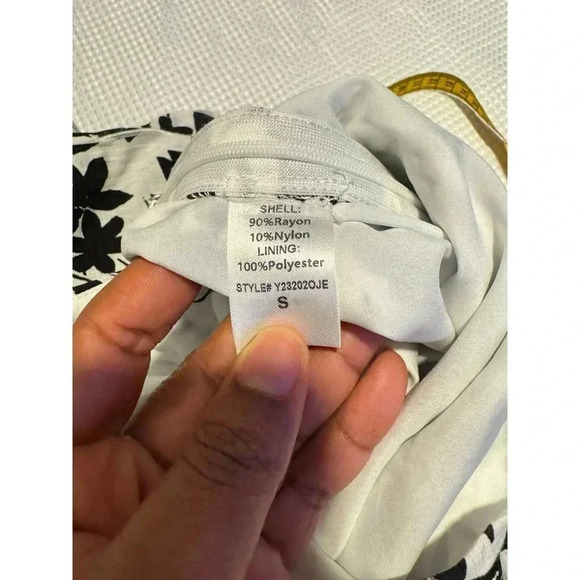 SHELL:
90%Rayon
10%Nylon
LINING:
100%Polyester
STYLE# Y23202OJE
S